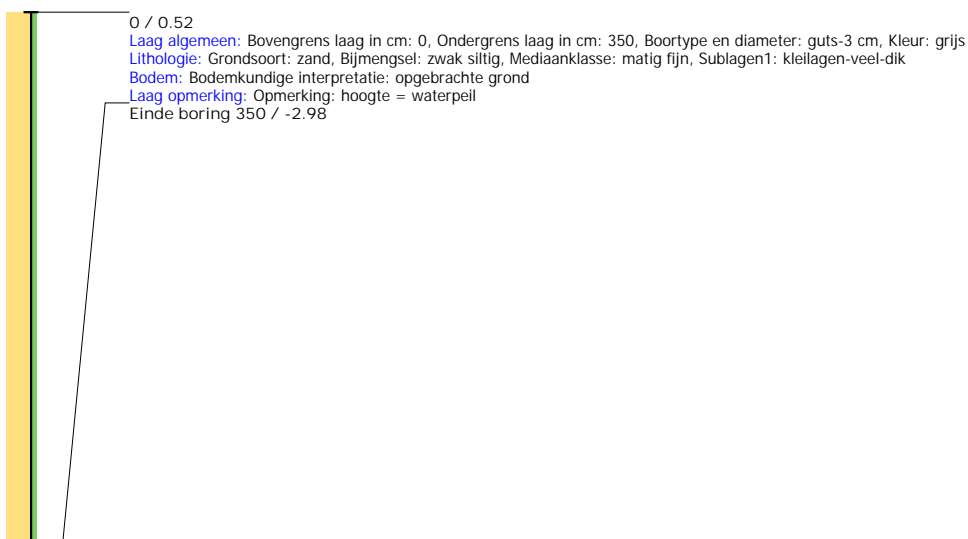 0 / 0.52
Laag algemeen: Bovengrens laag in cm: 0, Ondergrens laag in cm: 350, Boortype en diameter: guts-3 cm, Kleur: grijs
Lithologie: Grondsoort: zand, Bijmengsel: zwak siltig, Mediaanklasse: matig fijn, Sublagen1: kleilagen-veel-dik
Bodem: Bodemkundige interpretatie: opgebrachte grond
Laag opmerking: Opmerking: hoogte = waterpeil
Einde boring 350 / -2.98